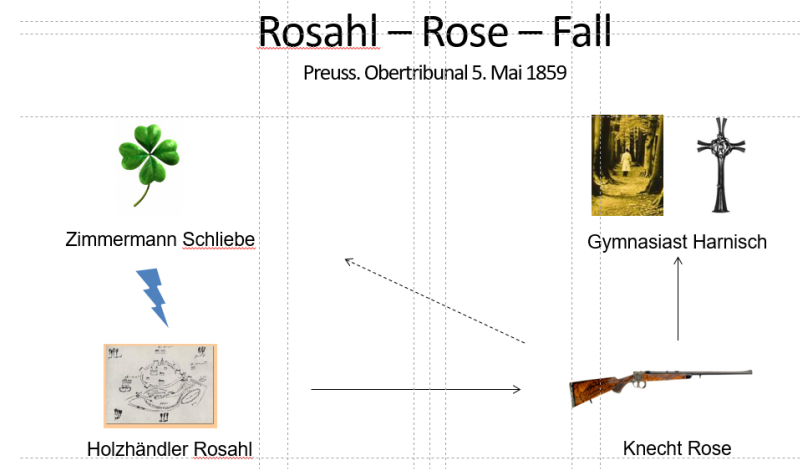 Rosahl – Rose – Fall
Preuss. Obertribunal 5. Mai 1859
Zimmermann Schliebe
Gymnasiast Harnisch
Holzhändler Rosahl
Knecht Rose